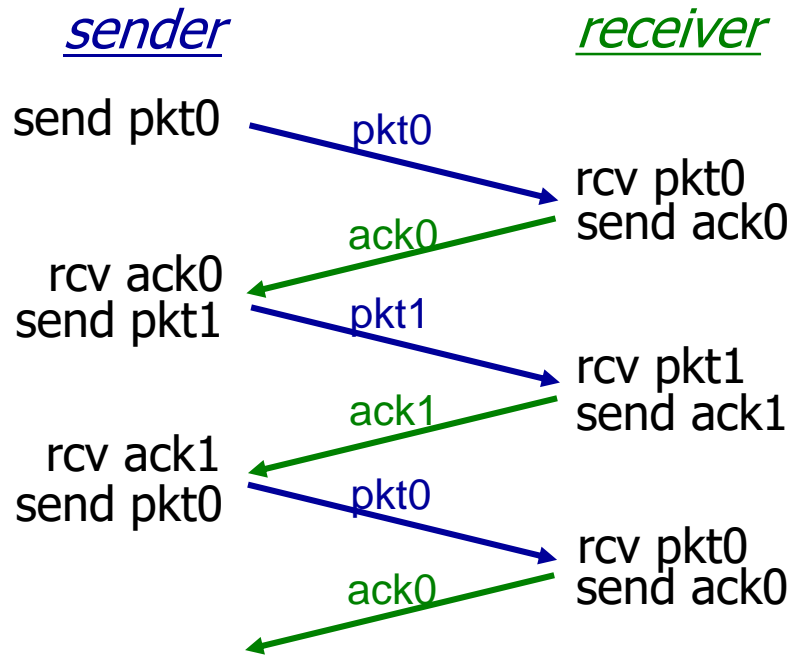 sender
receiver
send pkt0
pkt0
rcv pkt0
send ack0
ack0
rcv ack0
send pkt1
pkt1
rcv pkt1
send ack1
ack1
rcv ack1
send pkt0
pkt0
rcv pkt0
send ack0
ack0